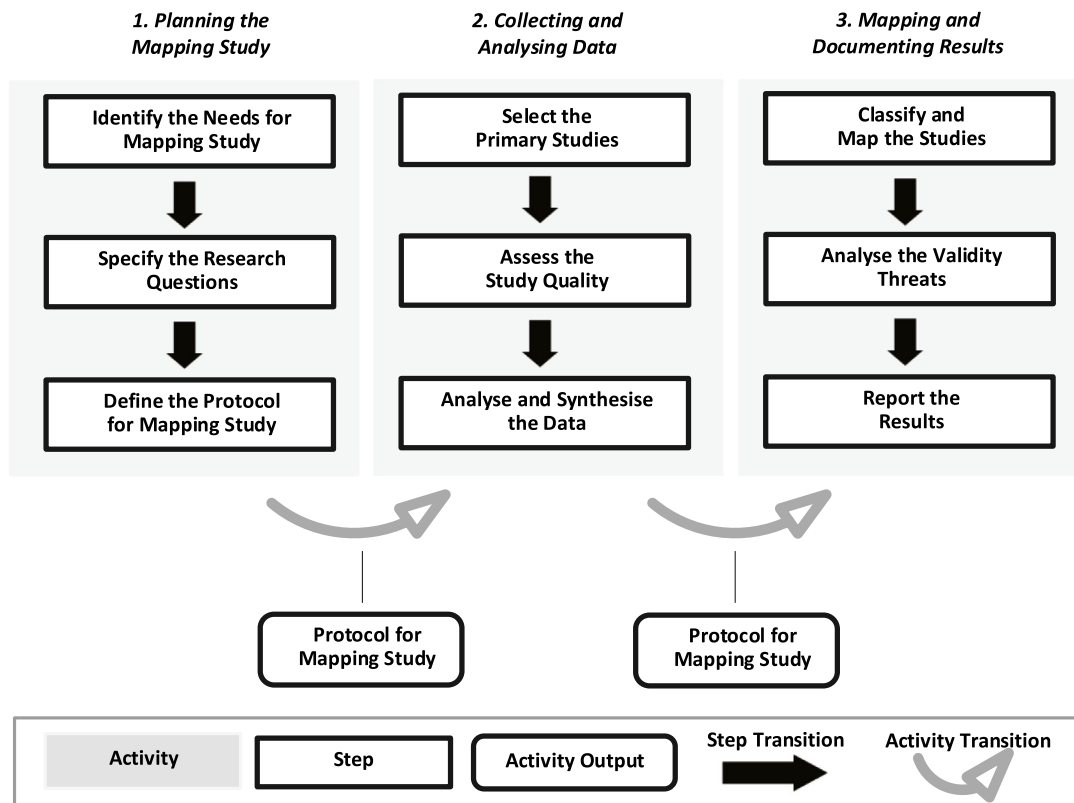 1. Planning the
Mapping Study
2. Collecting and
Analysing Data
3. Mapping and
Documenting Results
Identify the Needs for
Mapping Study
Specify the Research
Questions
Define the Protocol
for Mapping Study
Select the
Primary Studies
Assess the
Study Quality
Analyse and Synthesise
the Data
Classify and
Map the Studies
Analyse the Validity
Threats
Report the
Results
Protocol for
Mapping Study
Protocol for
Mapping Study
Activity
Step
Activity Output
Step Transition
Activity Transition